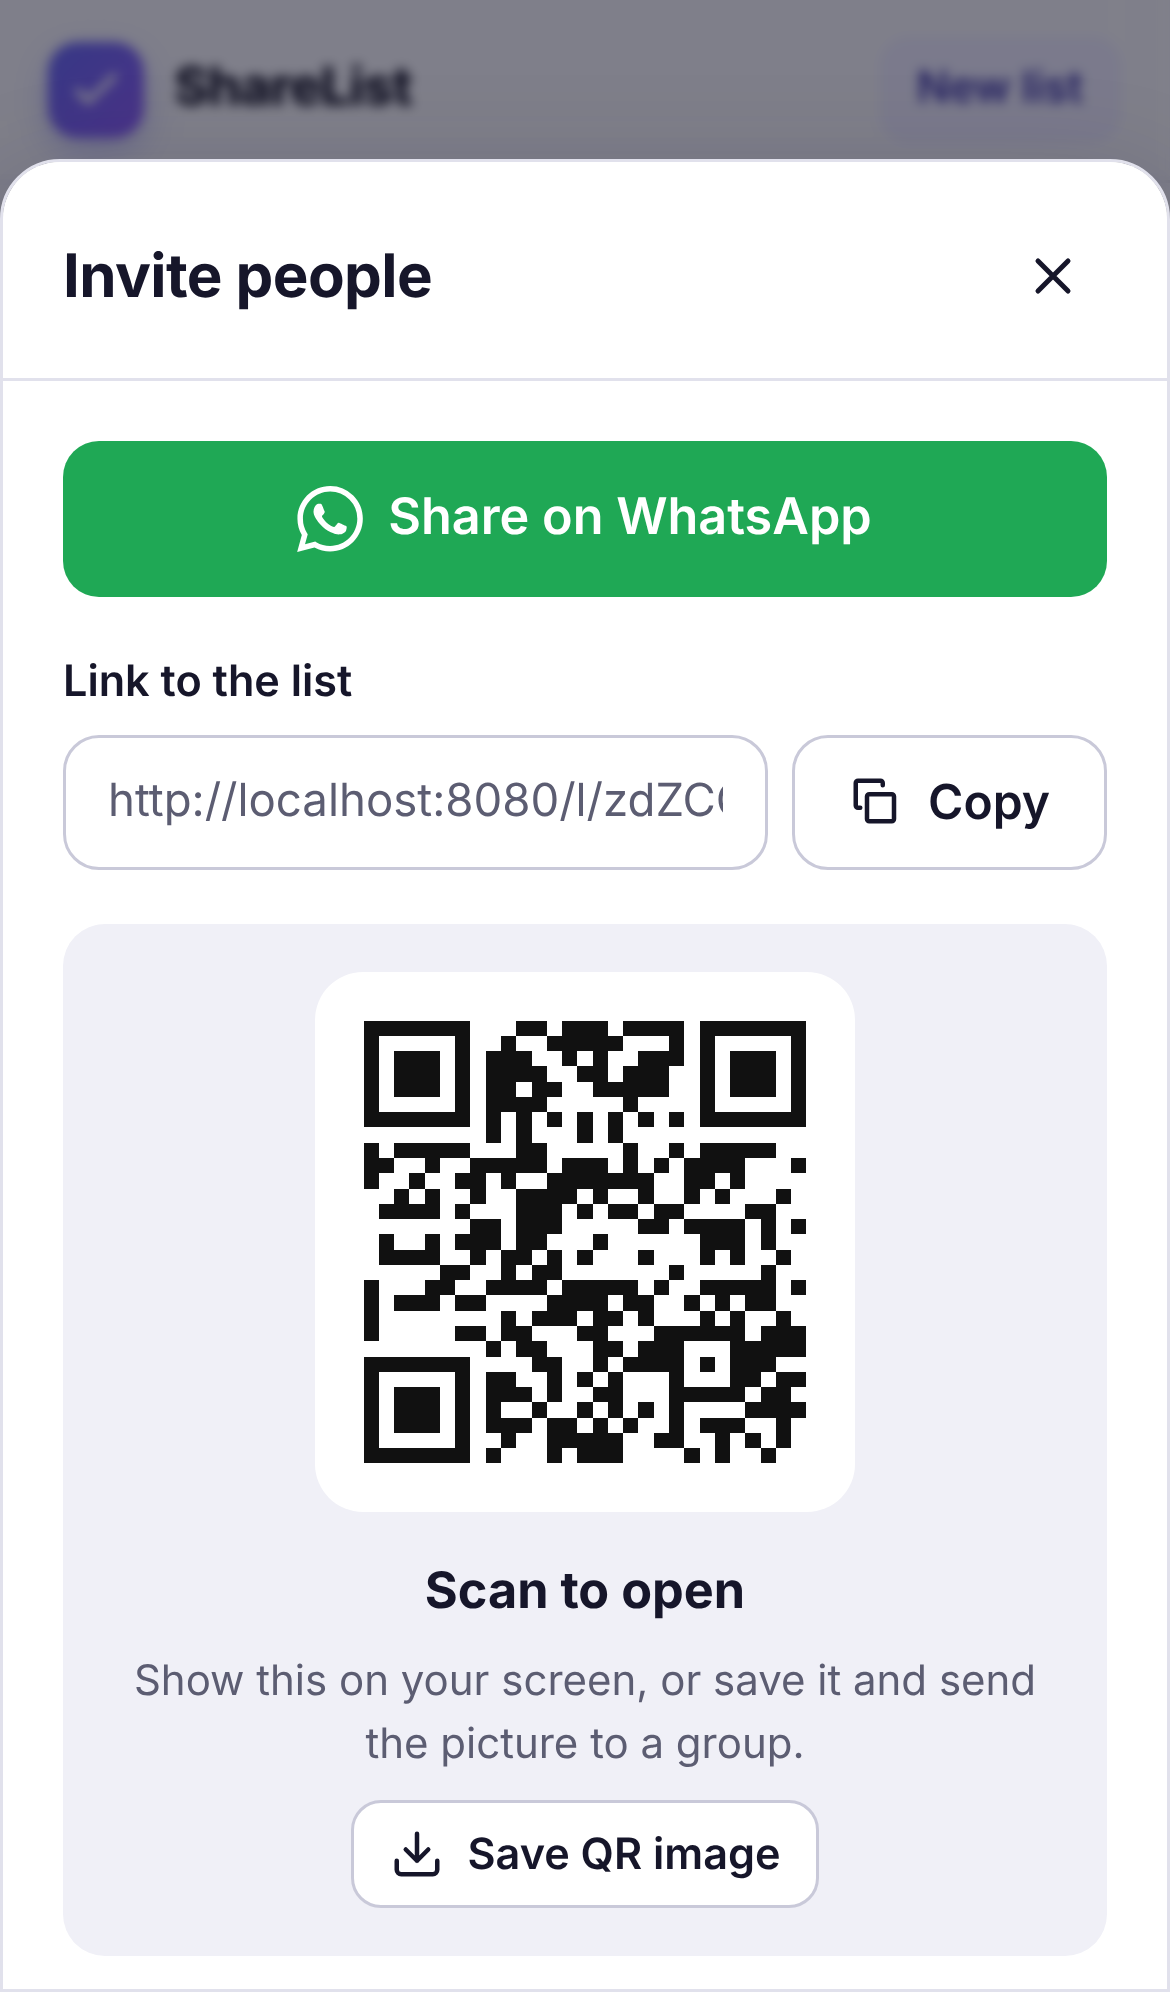 ShareList
New list
Invite people
Share on WhatsApp
Link to the list
http://localhost:8080/l/zdZC
Copy
Scan to open
Show this on your screen, or save it and send
the picture to a group.
Save QR image